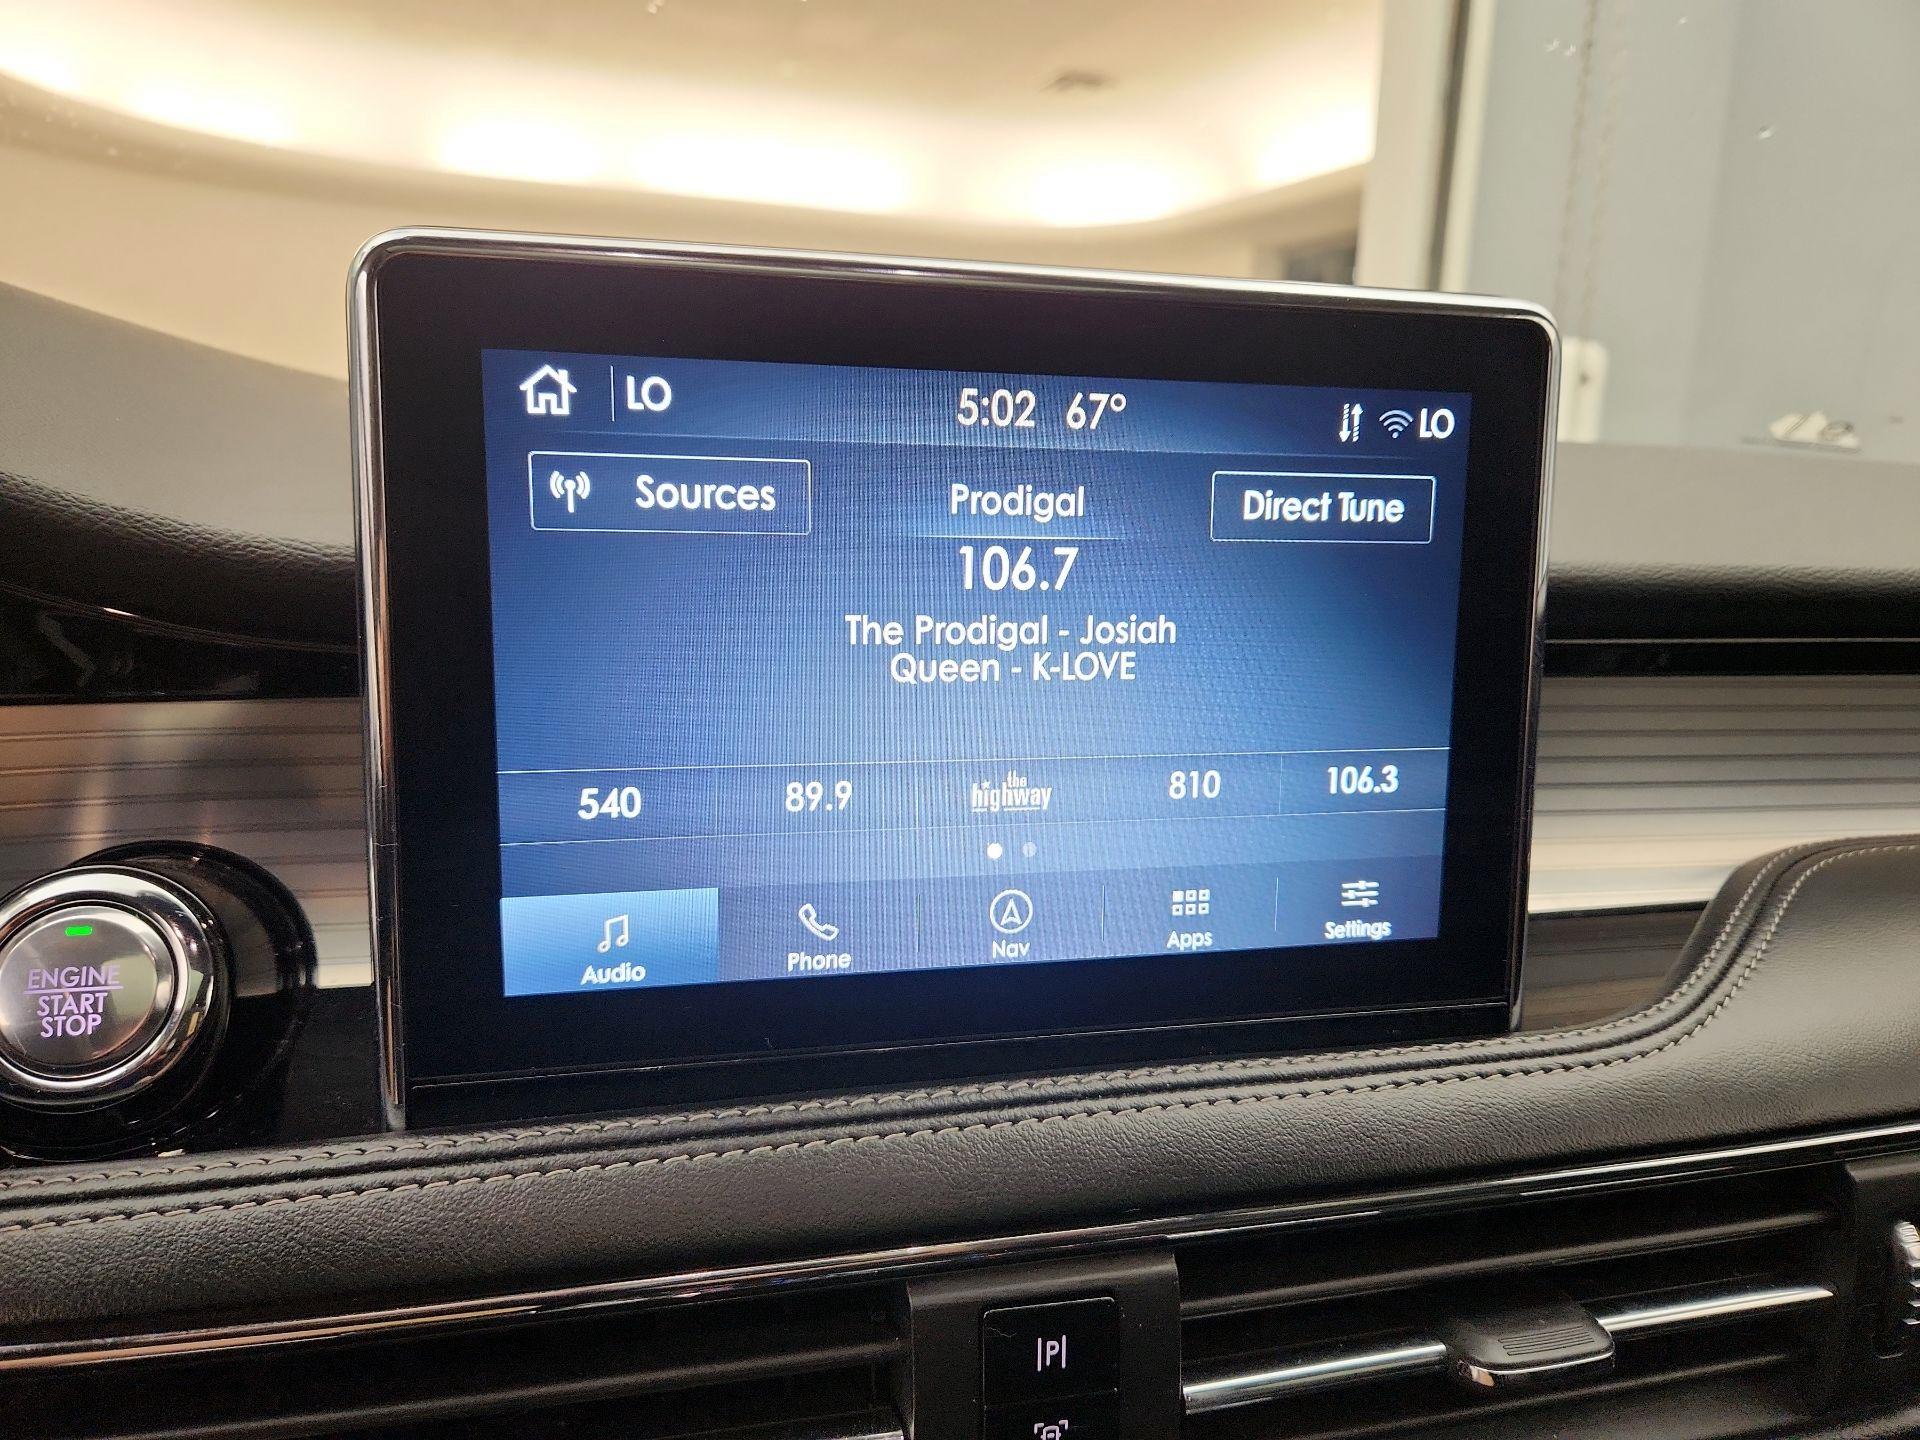 LO
5:02 67°
LO
Sources
Prodigal
Direct Tune
106.7
The Prodigal - Josiah
Queen - K-LOVE
540
89.9
the
highway
810
106.3
Audio
Phone
Nav
Apps
Settings
ENGINE
START
STOP
|P|